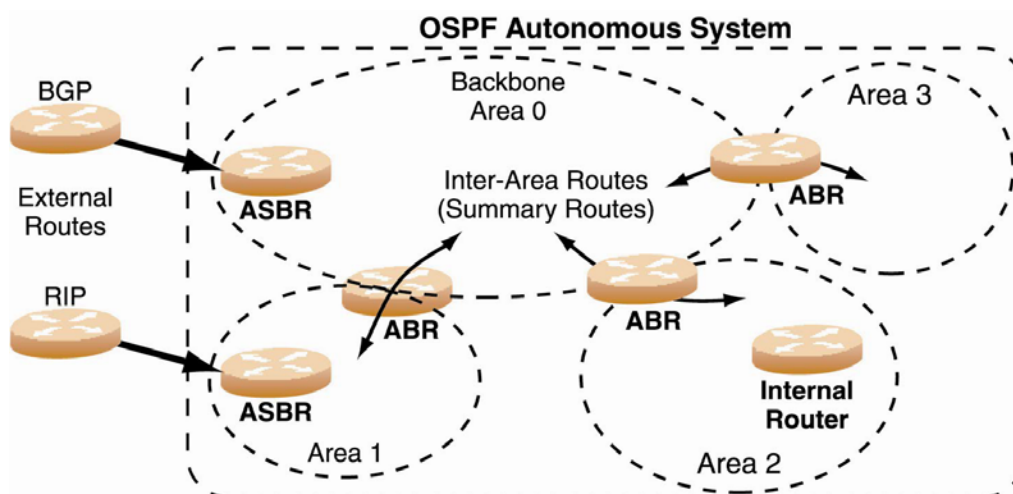 OSPF Autonomous System
BGP
External
Routes
RIP
Backbone
Area 0
ASBR
Inter-Area Routes
(Summary Routes)
Area 3
ABR
ABR
ABR
ASBR
Area 1
Internal
Router
Area 2